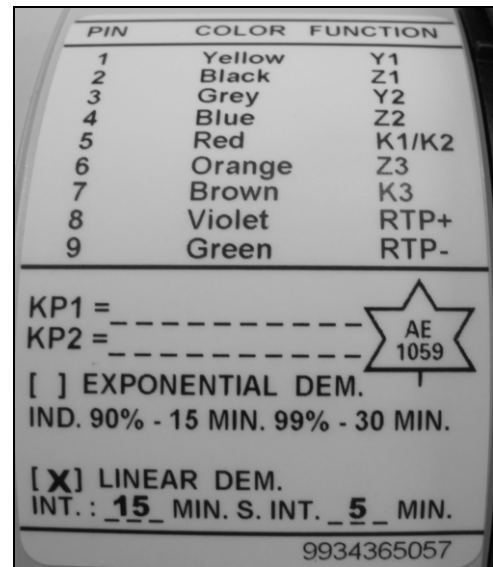 PIN COLOR FUNCTION
1 Yellow Y1
2 Black Z1
3 Grey Y2
4 Blue Z2
5 Red K1/K2
6 Orange Z3
7 Brown K3
8 Violet RTP+
9 Green RTP-
KP1 =_ _ _ _ _ _ _ _ _ _
KP2 =_ _ _ _ _ _ _ _ _ _
AE
1059
[ ] EXPONENTIAL DEM.
IND. 90% - 15 MIN. 99% - 30 MIN.
[X] LINEAR DEM.
INT. : _15_ MIN. S. INT. _5_ MIN.
9934365057